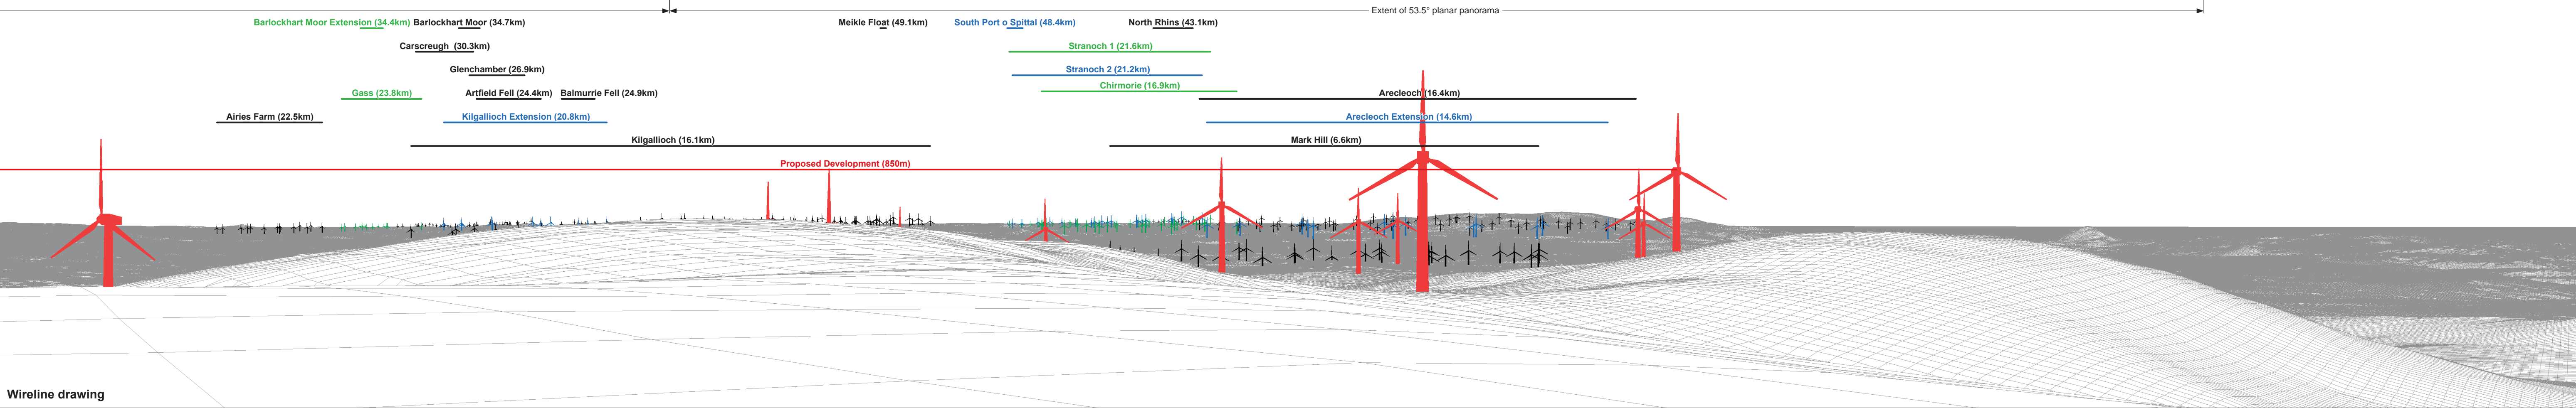 Extent of 53.5° planar panorama
Barlockhart Moor Extension (34.4km) Barlockhart Moor (34.7km) Meikle Float (49.1km) South Port o Spittal (48.4km) North Rhins (43.1km)
Carscreugh (30.3km) Stranoch 1 (21.6km)
Glenchamber (26.9km) Stranoch 2 (21.2km)
Chirmorie (16.9km)
Gass (23.8km) Artfield Fell (24.4km) Balmurrie Fell (24.9km) Arecleoch (16.4km)
Airies Farm (22.5km) Kilgallioch Extension (20.8km) Arecleoch Extension (14.6km)
Kilgallioch (16.1km) Mark Hill (6.6km)
Proposed Development (850m)
Wireline drawing